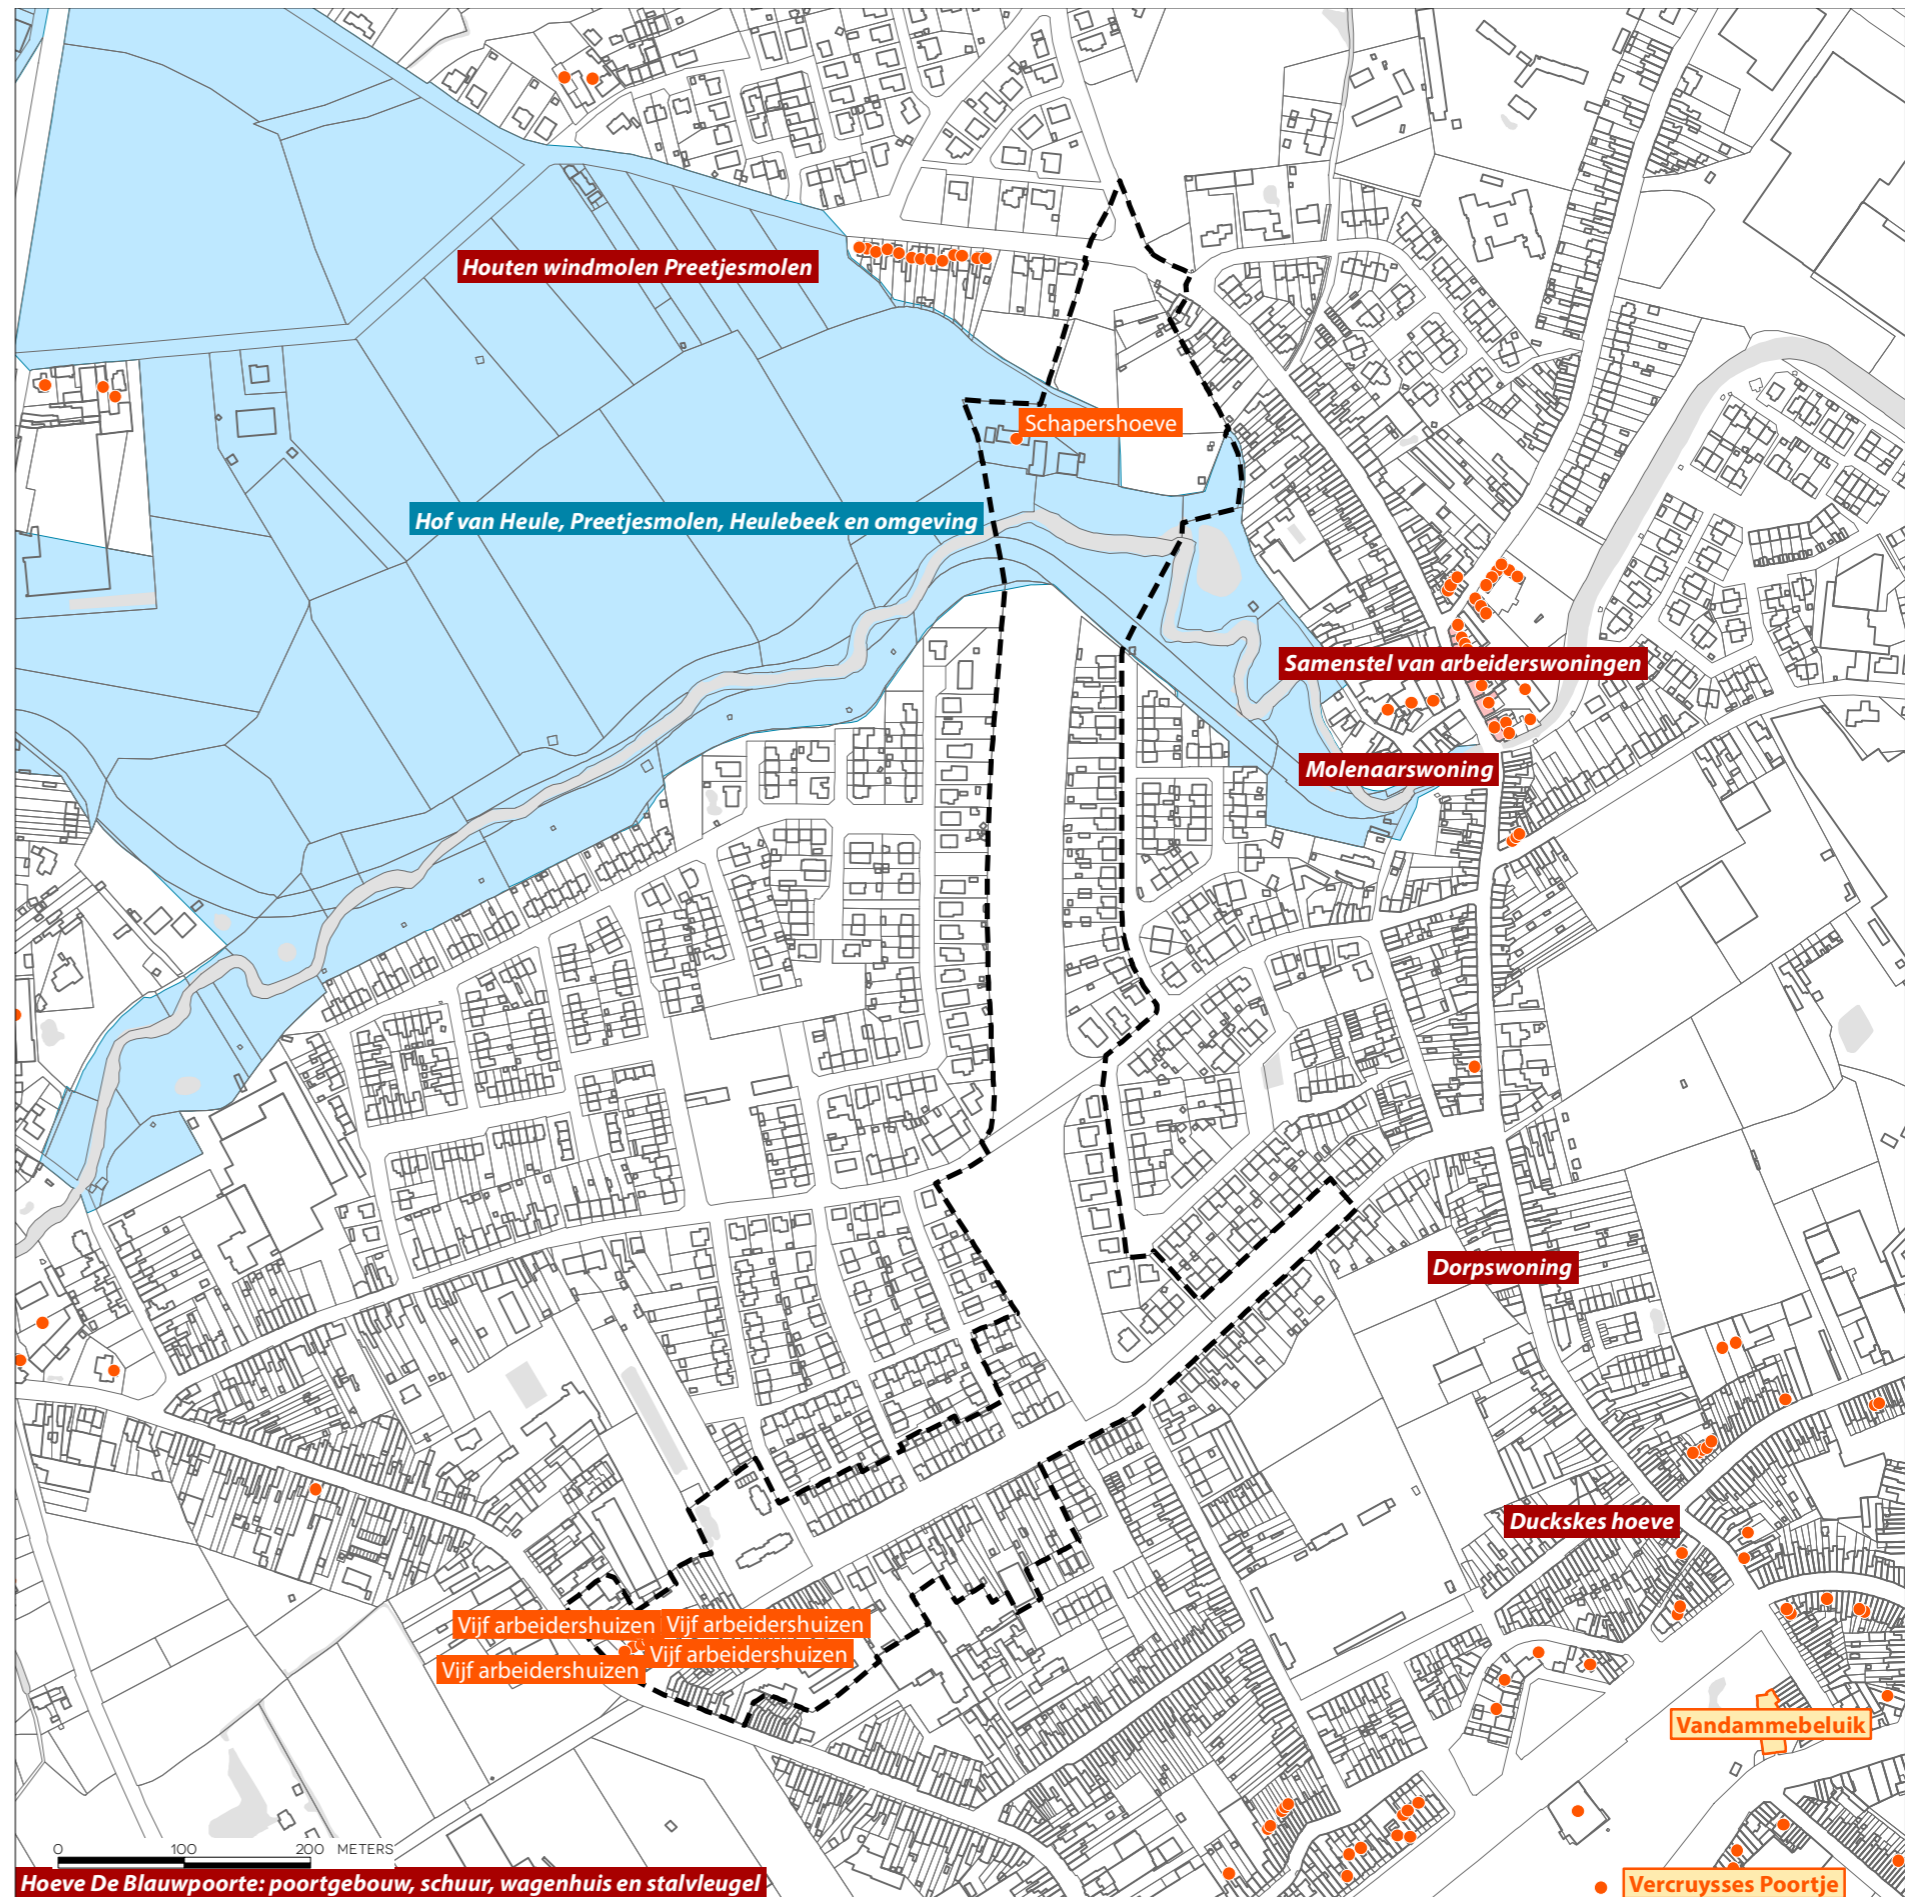 Houten windmolen Preetjesmolen
Schapershoeve
Hof van Heule, Preetjesmolen, Heulebeek en omgeving
Samenstel van arbeiderswoningen
Molenaarswoning
Dorpswoning
Duckskes hoeve
Vijf arbeidershuizen
Vijf arbeidershuizen
Vijf arbeidershuizen
Vijf arbeidershuizen
Vandammebeluik
0 100 200 METERS
Hoeve De Blauwpoorte: poortgebouw, schuur, wagenhuis en stalvleugel
Vercruysses Poortje